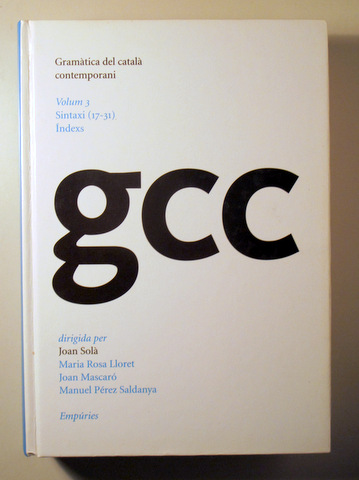 Gramàtica del català
contemporani
Volum 3
Sintaxi (17-31)
Índexs
gcc
dirigida per
Joan Solà
Maria Rosa Lloret
Joan Mascaró
Manuel Pérez Saldanya
Empúries